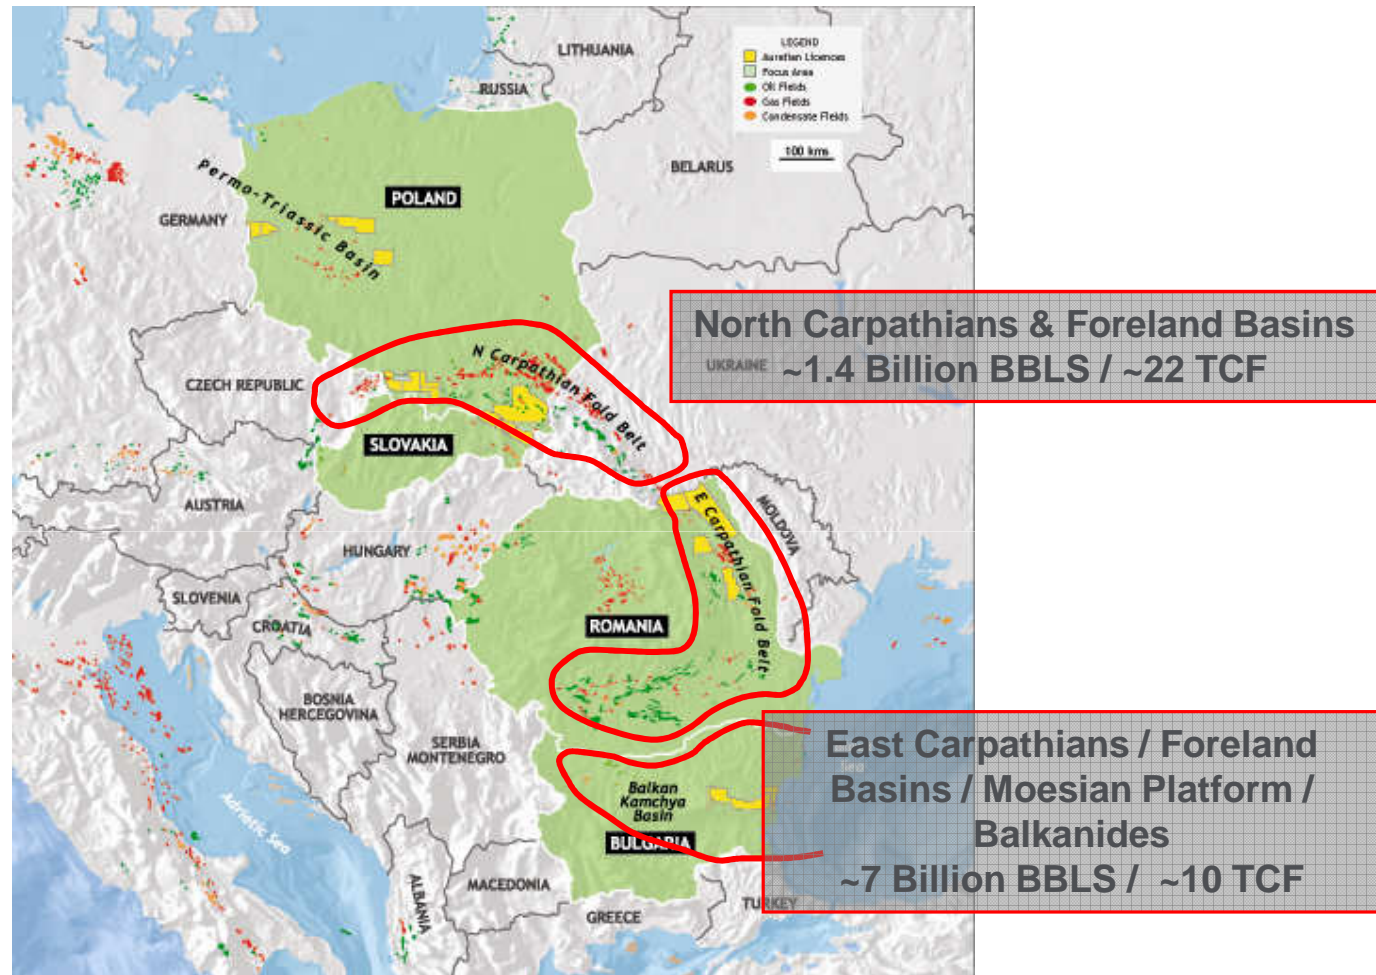 LITHUANIA
LEGEND
Aurelian Licences
Focus Area
Oil Fields
Gas Fields
Condensate Fields
RUSSIA
100 kms
BELARUS
Permo-Triassic Basin
POLAND
GERMANY
North Carpathians & Foreland Basins
~1.4 Billion BBLS / ~22 TCF
UKRAINE
N Carpathian Fold Belt
CZECH REPUBLIC
SLOVAKIA
AUSTRIA
MOLDOVA
E Carpathian Fold Belt
HUNGARY
SLOVENIA
CROATIA
ROMANIA
BOSNIA
HERCEGOVINA
SERBIA
MONTENEGRO
East Carpathians / Foreland
Basins / Moesian Platform /
Balkanides
~7 Billion BBLS / ~10 TCF
Balkan
Kamchya
Basin
Adriatic Sea
BULGARIA
ALBANIA
MACEDONIA
GREECE
TURKEY